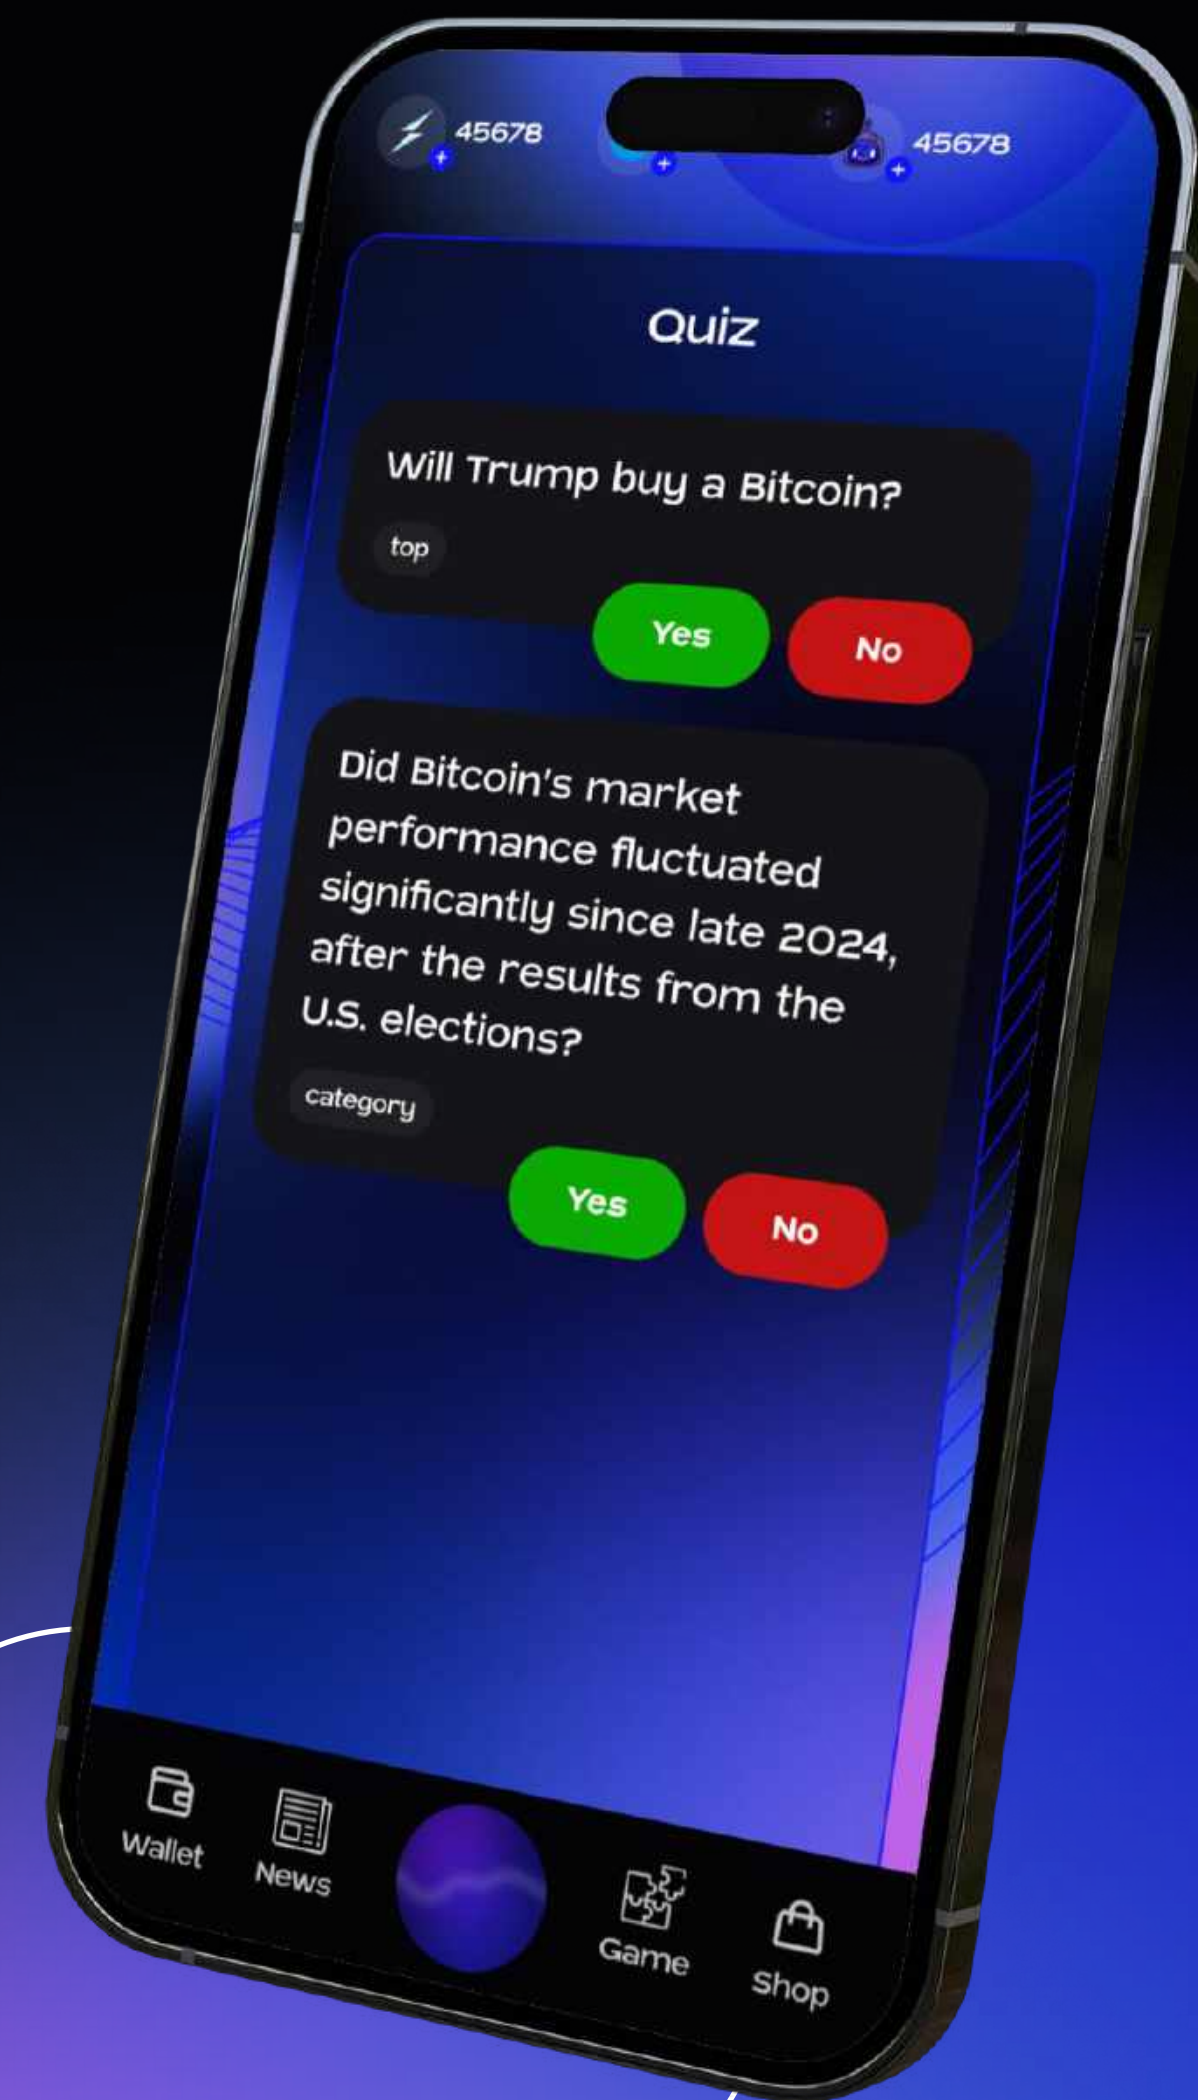 45678
45678
Quiz
Will Trump buy a Bitcoin?
top
Yes
No
Did Bitcoin's market
performance fluctuated
significantly since late 2024,
after the results from the
U.S. elections?
category
Yes
No
Wallet
News
Game
Shop